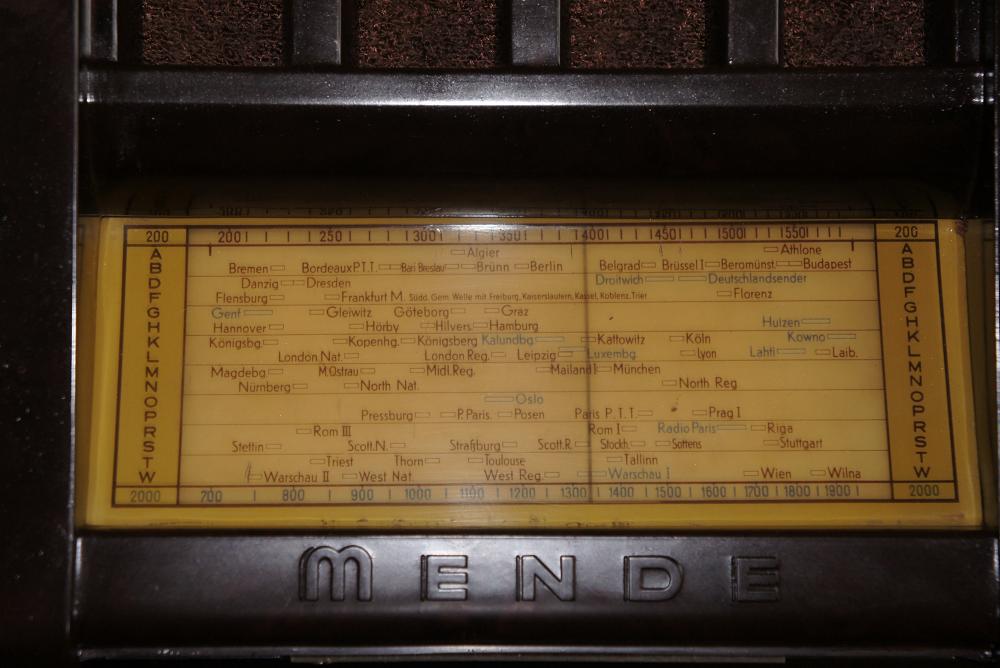 200 200 250 300 350 400 450 500 550 200
Algier Athlone
Bremen Bordeaux P.T.T. Bari Breslau Brünn Berlin Belgrad Brüssel I Beromünst. Budapest
Danzig Dresden Droitwich Deutschlandsender
Flensburg Frankfurt M. Südd. Gem. Welle mit Freiburg, Kaiserslautern, Kassel, Koblenz, Trier Florenz
Genf Gleiwitz Göteborg Graz
Hannover Hörby Hilvers. Hamburg Huizen
Königsbg. Kopenhg. Königsberg Kalundbg. Kattowitz Köln Kowno
London Nat. London Reg. Leipzig Luxembg. Lyon Lahti Laib.
Magdebg. M.Ostrau Midl.Reg. Mailand I München
Nürnberg North Nat. North Reg
Oslo
Pressburg P.Paris. Posen Paris P.T.T. Prag I
Rom III Rom I Radio Paris Riga
Stettin Scott.N. Straßburg Scott.R. Stockh. Sottens Stuttgart
Triest Thorn Toulouse Tallinn
Warschau II West Nat. West Reg. Warschau I Wien Wilna
2000 700 800 900 1000 1100 1200 1300 1400 1500 1600 1700 1800 1900 2000
A
B
D
F
G
H
K
L
M
N
O
P
R
S
T
W
A
B
D
F
G
H
K
L
M
N
O
P
R
S
T
W
MENDE